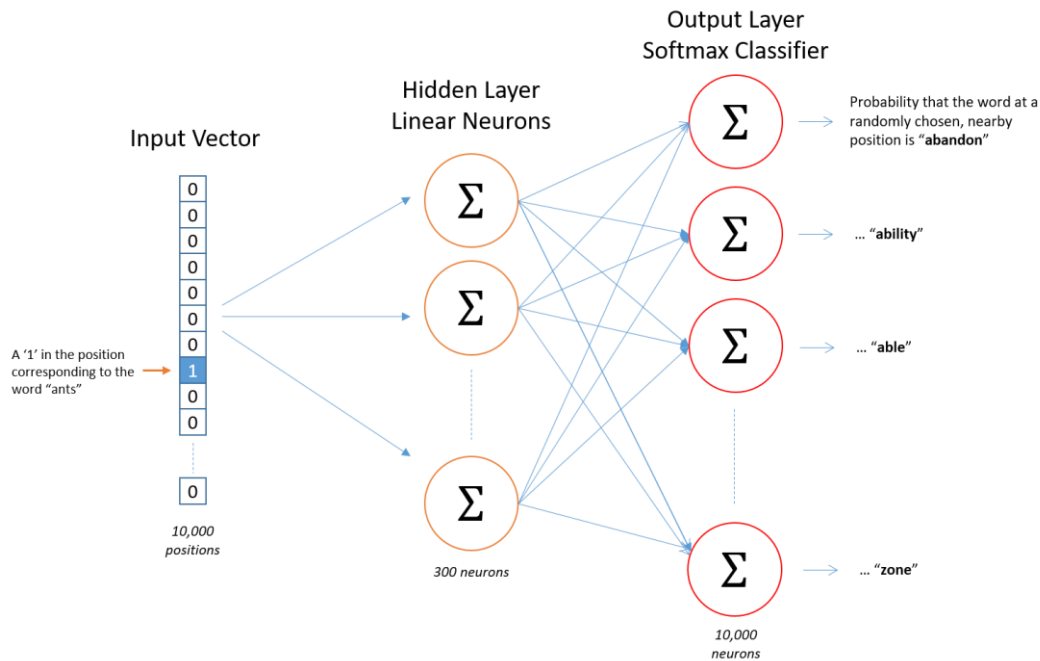 Output Layer
Softmax Classifier
Hidden Layer
Linear Neurons
Input Vector
Probability that the word at a
randomly chosen, nearby
position is “abandon”
0
0
0
0
0
0
0
1
0
0
0
A ‘1’ in the position
corresponding to the
word “ants”
Σ
Σ
Σ
Σ
Σ
Σ
Σ
… “ability”
… “able”
… “zone”
10,000
positions
300 neurons
10,000
neurons